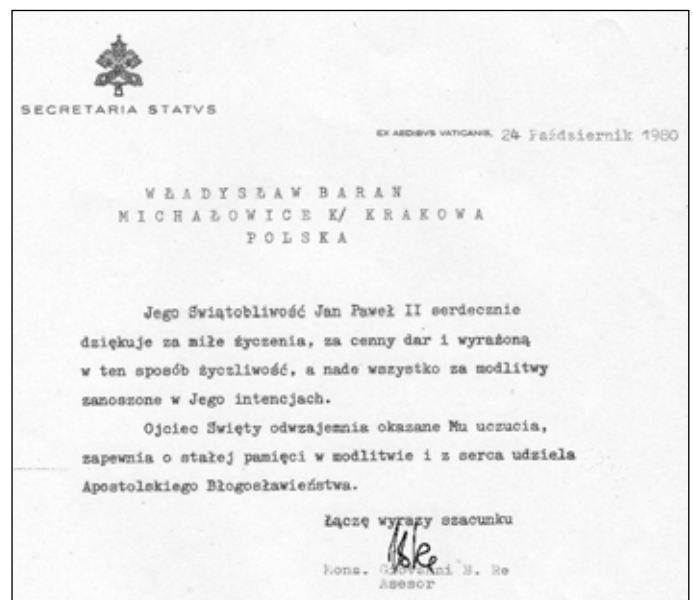 SECRETARIA STATVS
EX AEDIBVS VATICANIS, 24 Październik 1980
WŁADYSŁAW BARAN
MICHAŁOWICE K/ KRAKOWA
POLSKA
Jego Świątobliwość Jan Paweł II serdecznie
dziękuje za miłe życzenia, za cenny dar i wyrażoną
w ten sposób życzliwość, a nade wszystko za modlitwy
zanoszone w Jego intencjach.
Ojciec Święty odwzajemnia okazane Mu uczucia,
zapewnia o stałej pamięci w modlitwie i z serca udziela
Apostolskiego Błogosławieństwa.
Łączę wyrazy szacunku
Mons. Giovanni B. Re
Asesor